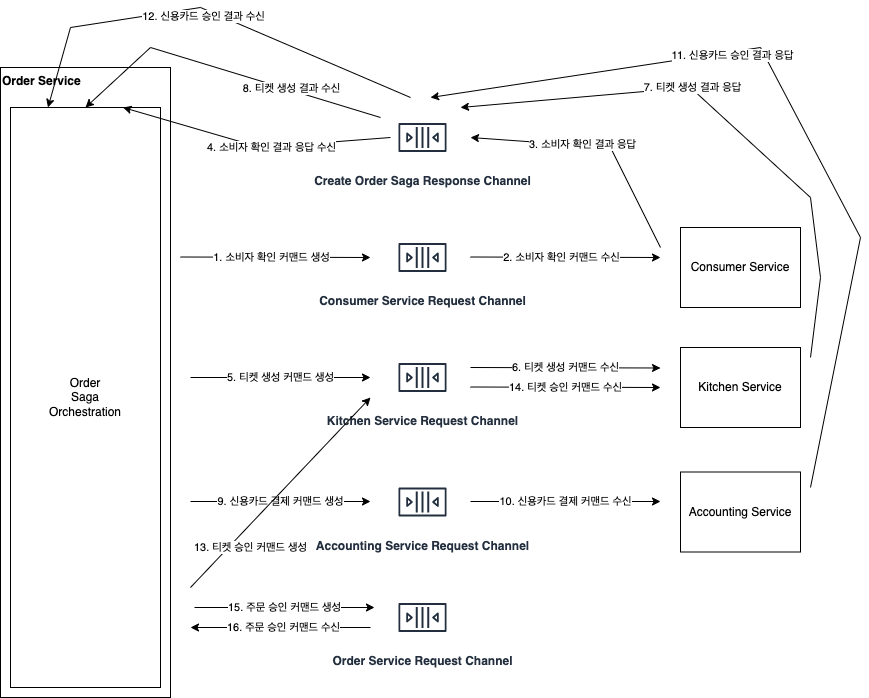 12. 신용카드 승인 결과 수신
11. 신용카드 승인 결과 응답
Order Service
8. 티켓 생성 결과 수신
7. 티켓 생성 결과 응답
4. 소비자 확인 결과 응답 수신
3. 소비자 확인 결과 응답
Create Order Saga Response Channel
1. 소비자 확인 커맨드 생성
2. 소비자 확인 커맨드 수신
Consumer Service
Consumer Service Request Channel
5. 티켓 생성 커맨드 생성
6. 티켓 생성 커맨드 수신
14. 티켓 승인 커맨드 수신
Kitchen Service
Order
Saga
Orchestration
Kitchen Service Request Channel
9. 신용카드 결제 커맨드 생성
10. 신용카드 결제 커맨드 수신
Accounting Service
13. 티켓 승인 커맨드 생성
Accounting Service Request Channel
15. 주문 승인 커맨드 생성
16. 주문 승인 커맨드 수신
Order Service Request Channel